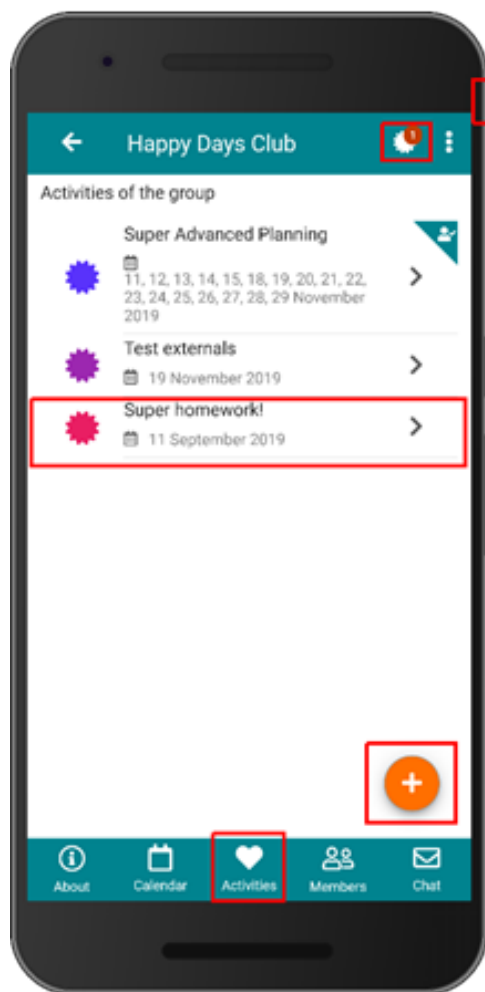 Happy Days Club
1
Activities of the group
Super Advanced Planning
11, 12, 13, 14, 15, 18, 19, 20, 21, 22,
23, 24, 25, 26, 27, 28, 29 November
2019
Test externals
19 November 2019
Super homework!
11 September 2019
About Calendar Activities Members Chat